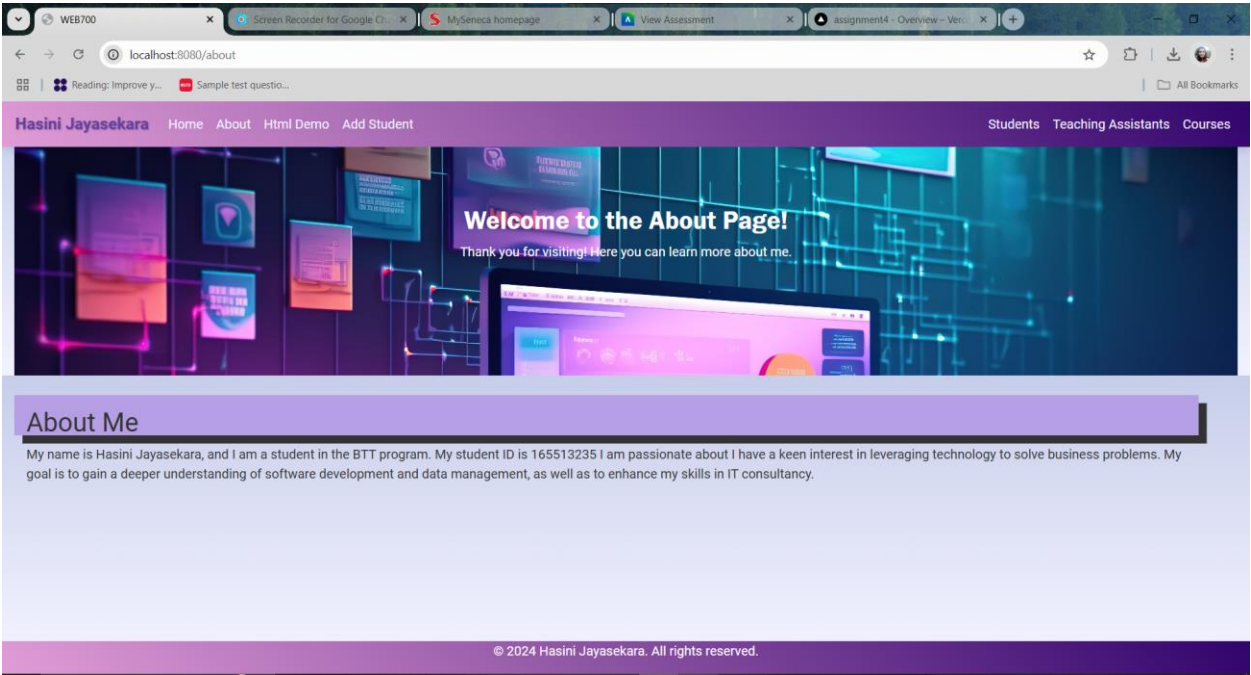 WEB700
Screen Recorder for Google Ch
MySeneca homepage
View Assessment
assignment4 - Overview – Verc
localhost:8080/about
Reading: Improve y...
Sample test questio...
All Bookmarks
Hasini Jayasekara Home About Html Demo Add Student
Students Teaching Assistants Courses
Welcome to the About Page!
Thank you for visiting! Here you can learn more about me.
About Me
My name is Hasini Jayasekara, and I am a student in the BTT program. My student ID is 165513235 I am passionate about I have a keen interest in leveraging technology to solve business problems. My
goal is to gain a deeper understanding of software development and data management, as well as to enhance my skills in IT consultancy.
© 2024 Hasini Jayasekara. All rights reserved.